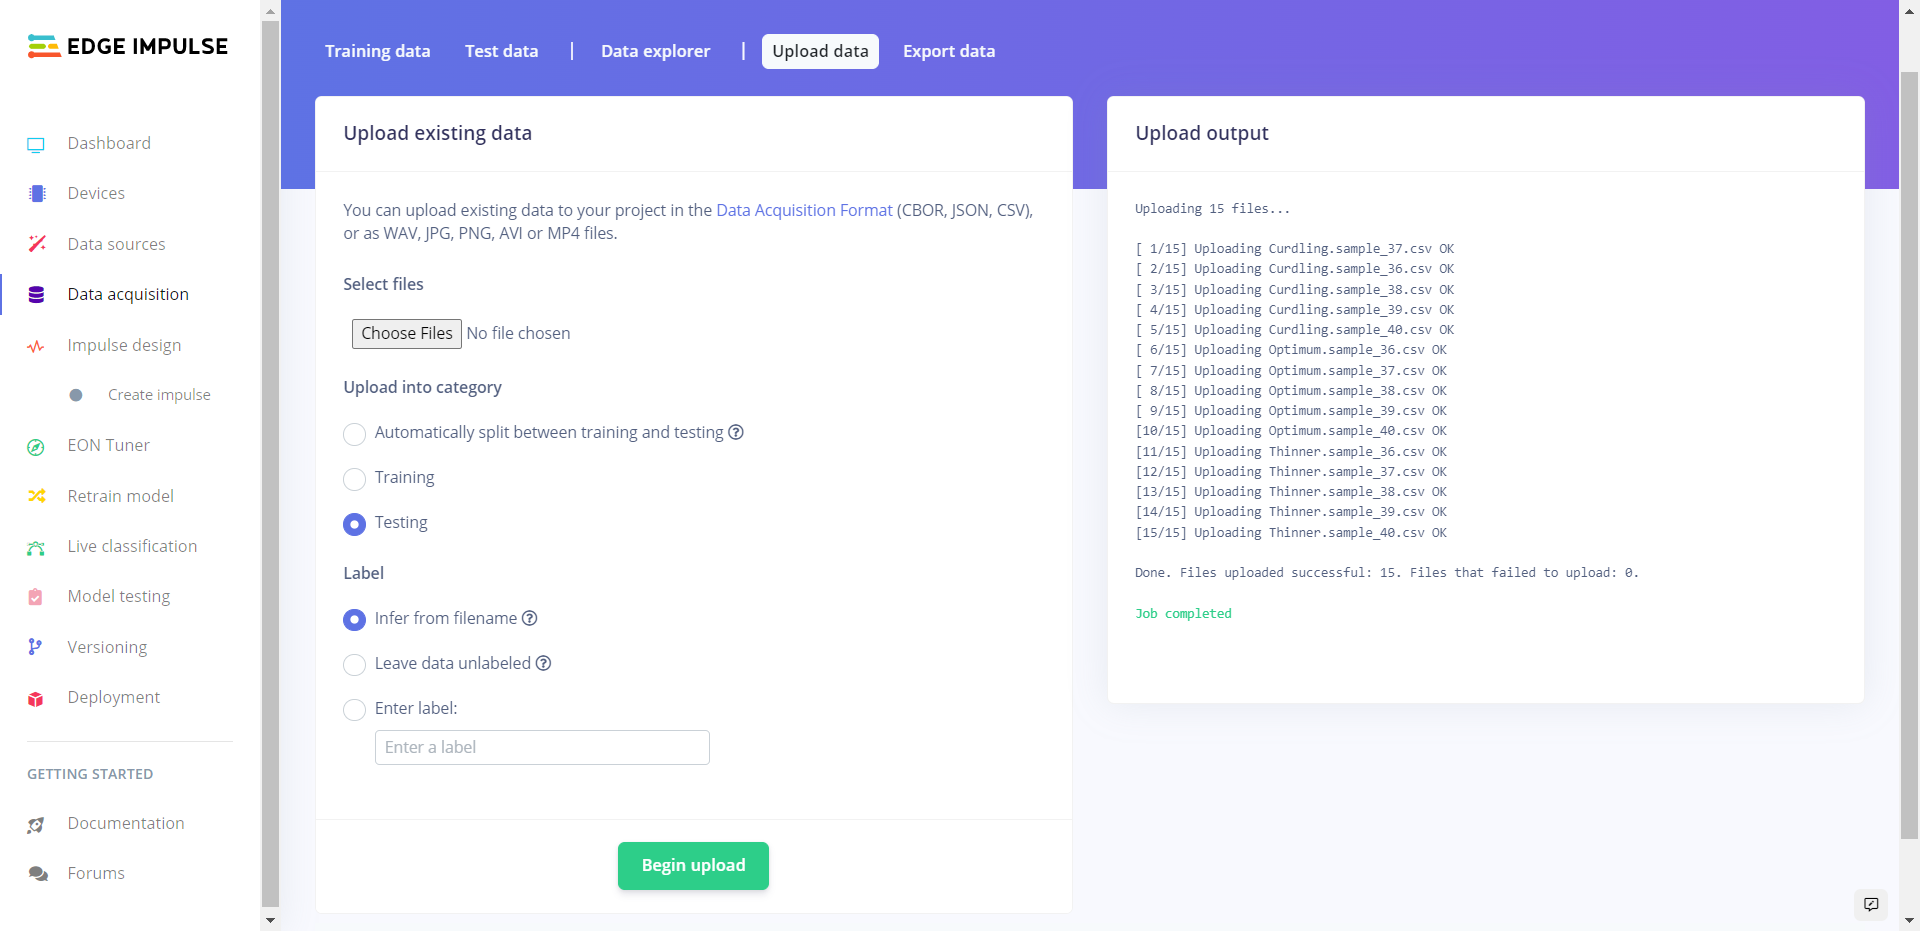 EDGE IMPULSE
Dashboard
Devices
Data sources
Data acquisition
Impulse design
Create impulse
EON Tuner
Retrain model
Live classification
Model testing
Versioning
Deployment
GETTING STARTED
Documentation
Forums
Training data Test data | Data explorer | Upload data Export data
Upload existing data
You can upload existing data to your project in the Data Acquisition Format (CBOR, JSON, CSV),
or as WAV, JPG, PNG, AVI or MP4 files.
Select files
Choose Files No file chosen
Upload into category
Automatically split between training and testing ?
Training
Testing
Label
Infer from filename ?
Leave data unlabeled ?
Enter label:
Enter a label
Begin upload
Upload output
Uploading 15 files...
[ 1/15] Uploading Curdling.sample_37.csv OK
[ 2/15] Uploading Curdling.sample_36.csv OK
[ 3/15] Uploading Curdling.sample_38.csv OK
[ 4/15] Uploading Curdling.sample_39.csv OK
[ 5/15] Uploading Curdling.sample_40.csv OK
[ 6/15] Uploading Optimum.sample_36.csv OK
[ 7/15] Uploading Optimum.sample_37.csv OK
[ 8/15] Uploading Optimum.sample_38.csv OK
[ 9/15] Uploading Optimum.sample_39.csv OK
[10/15] Uploading Optimum.sample_40.csv OK
[11/15] Uploading Thinner.sample_36.csv OK
[12/15] Uploading Thinner.sample_37.csv OK
[13/15] Uploading Thinner.sample_38.csv OK
[14/15] Uploading Thinner.sample_39.csv OK
[15/15] Uploading Thinner.sample_40.csv OK
Done. Files uploaded successful: 15. Files that failed to upload: 0.
Job completed